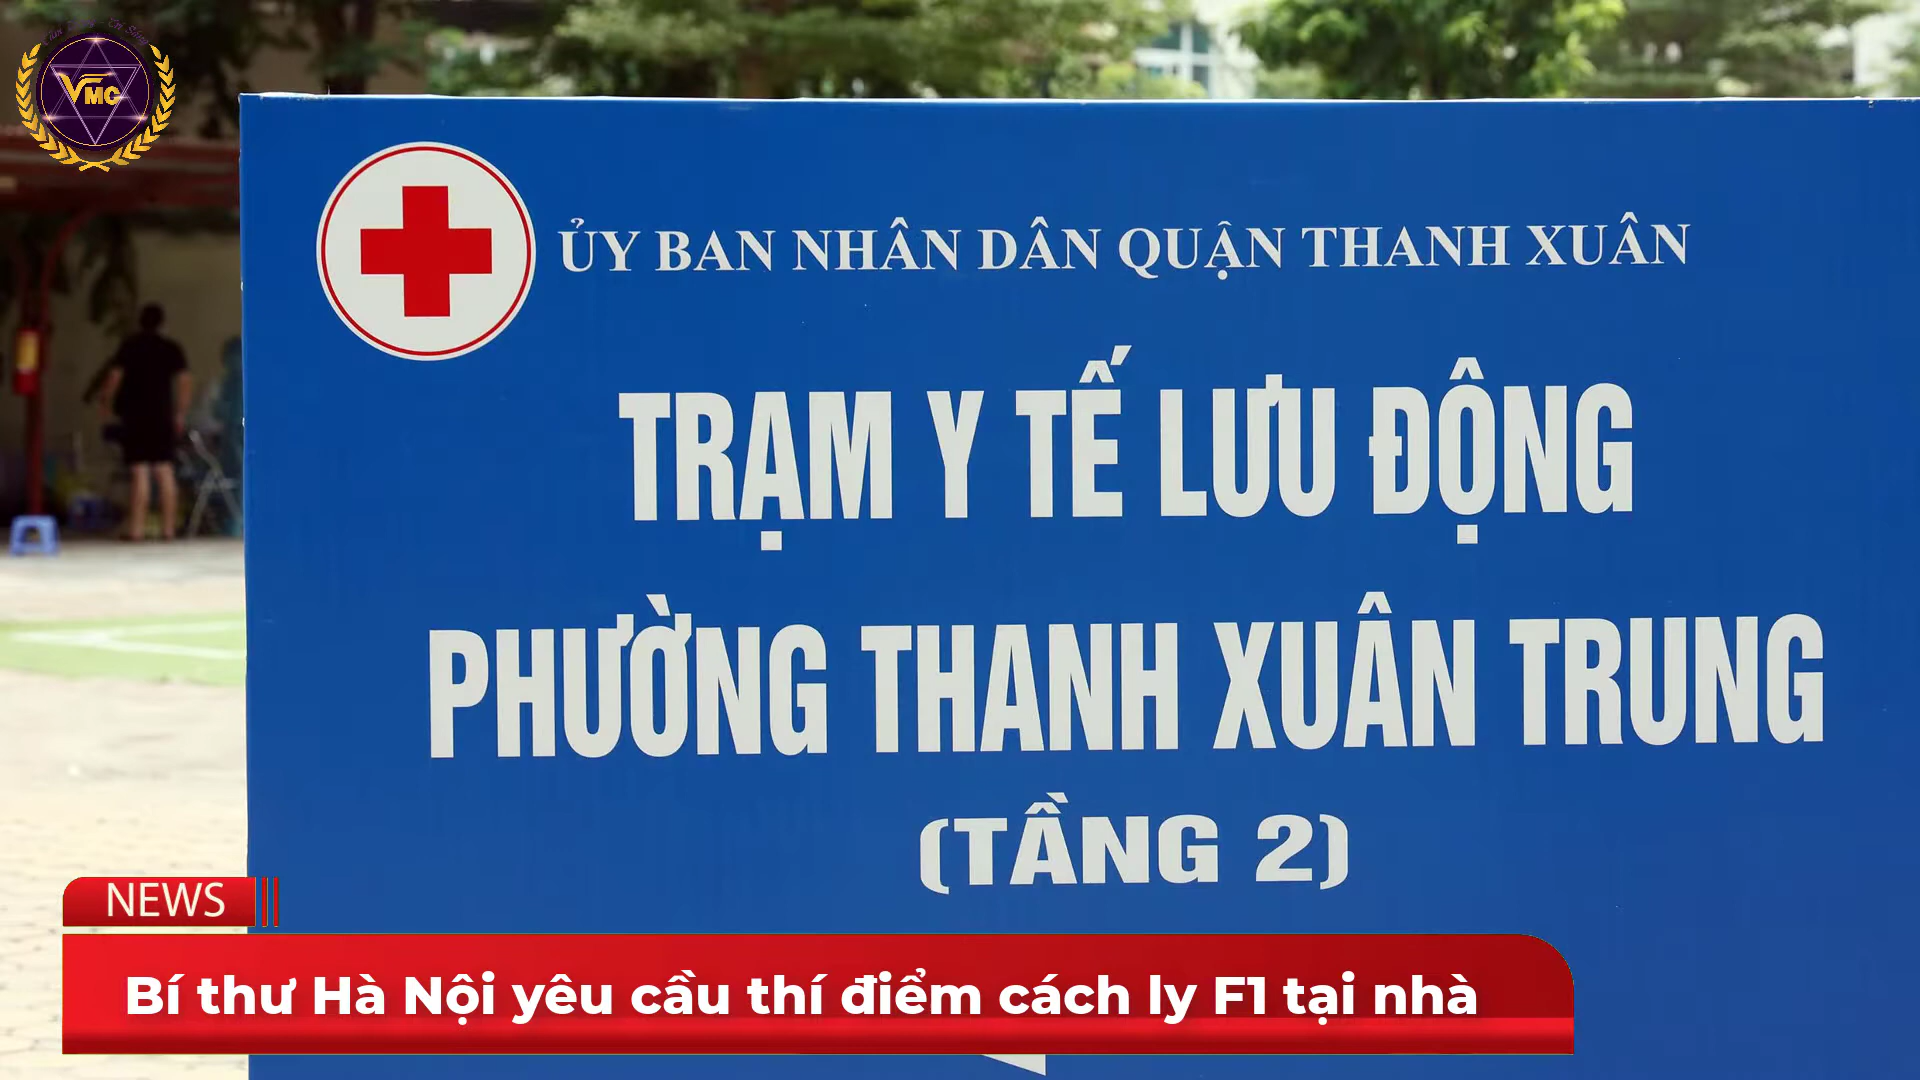 VMC
ỦY BAN NHÂN DÂN QUẬN THANH XUÂN
TRẠM Y TẾ LƯU ĐỘNG
PHƯỜNG THANH XUÂN TRUNG
(TẦNG 2)
NEWS
Bí thư Hà Nội yêu cầu thí điểm cách ly F1 tại nhà